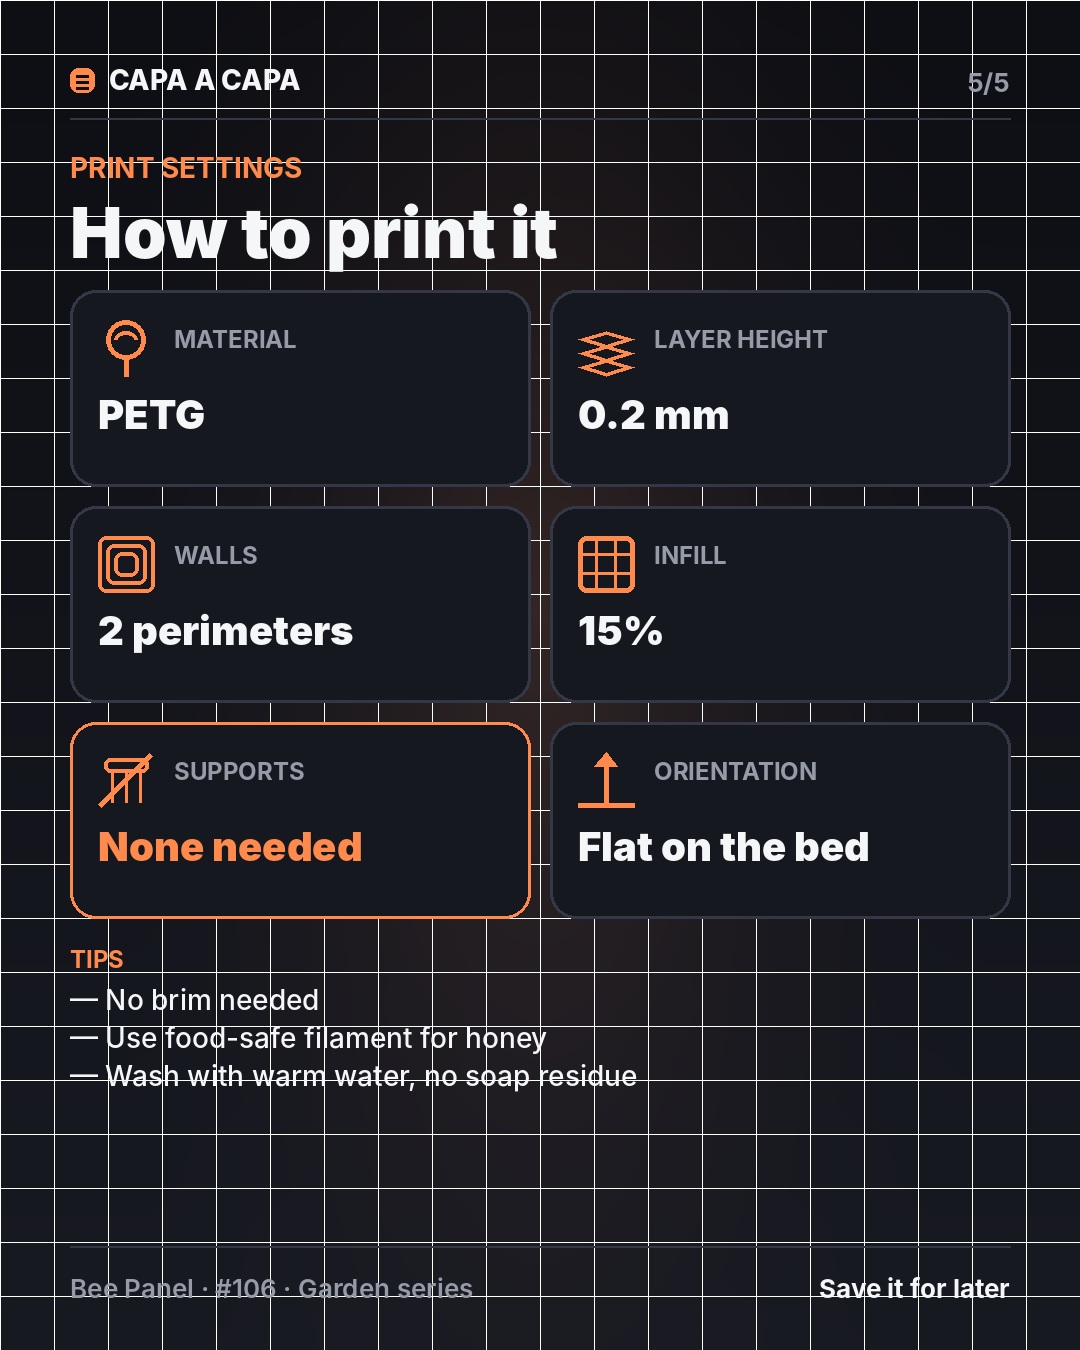 CAPA A CAPA
5/5
PRINT SETTINGS
How to print it
MATERIAL
PETG
LAYER HEIGHT
0.2 mm
WALLS
2 perimeters
INFILL
15%
SUPPORTS
None needed
ORIENTATION
Flat on the bed
TIPS
— No brim needed
— Use food-safe filament for honey
— Wash with warm water, no soap residue
Bee Panel · #106 · Garden series
Save it for later